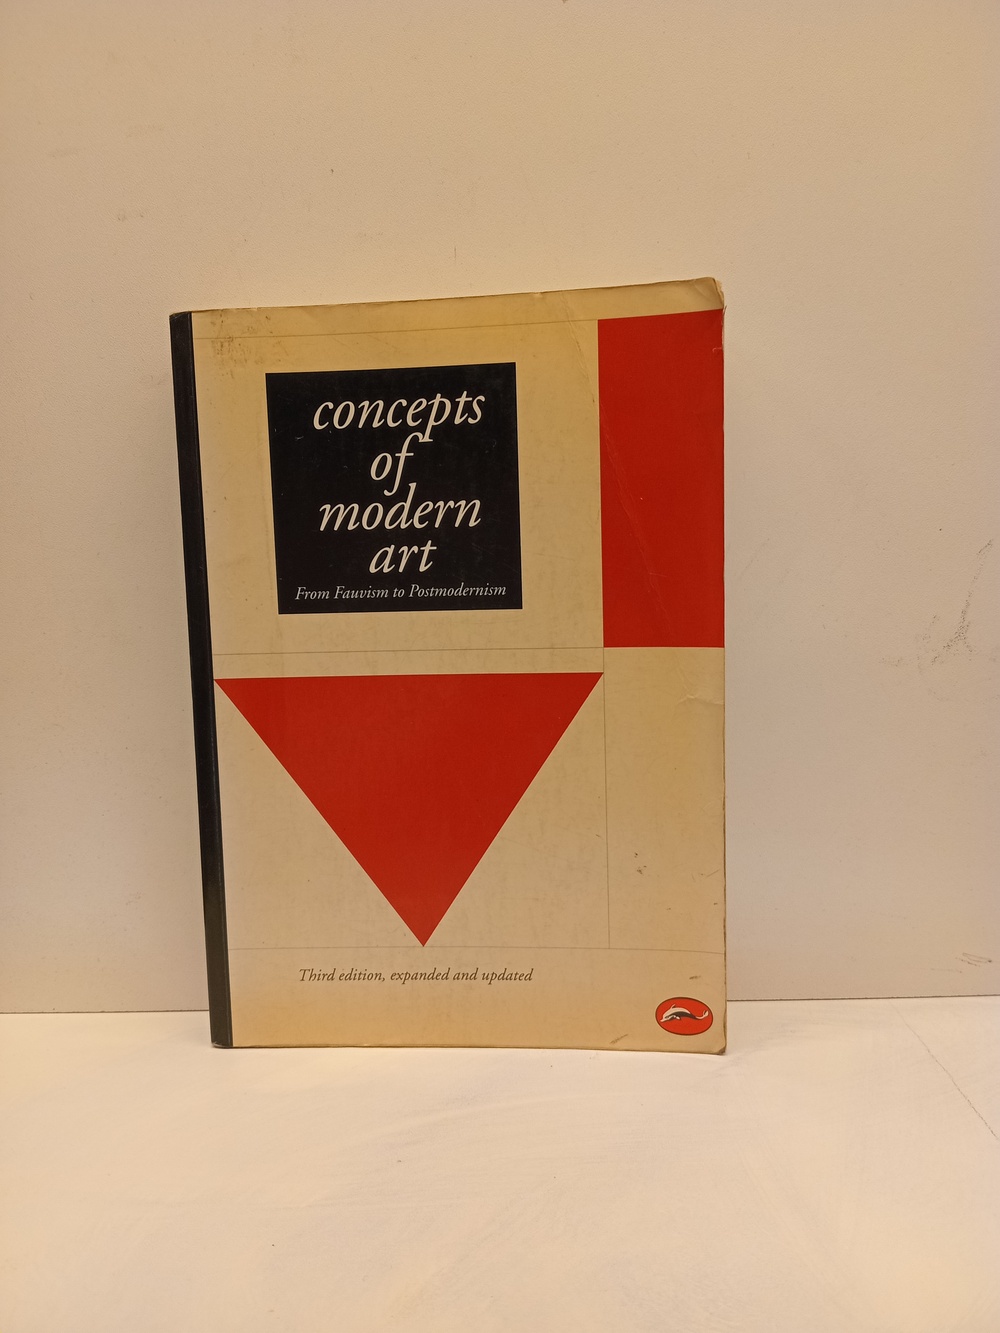 concepts
of
modern
art
From Fauvism to Postmodernism
Third edition, expanded and updated